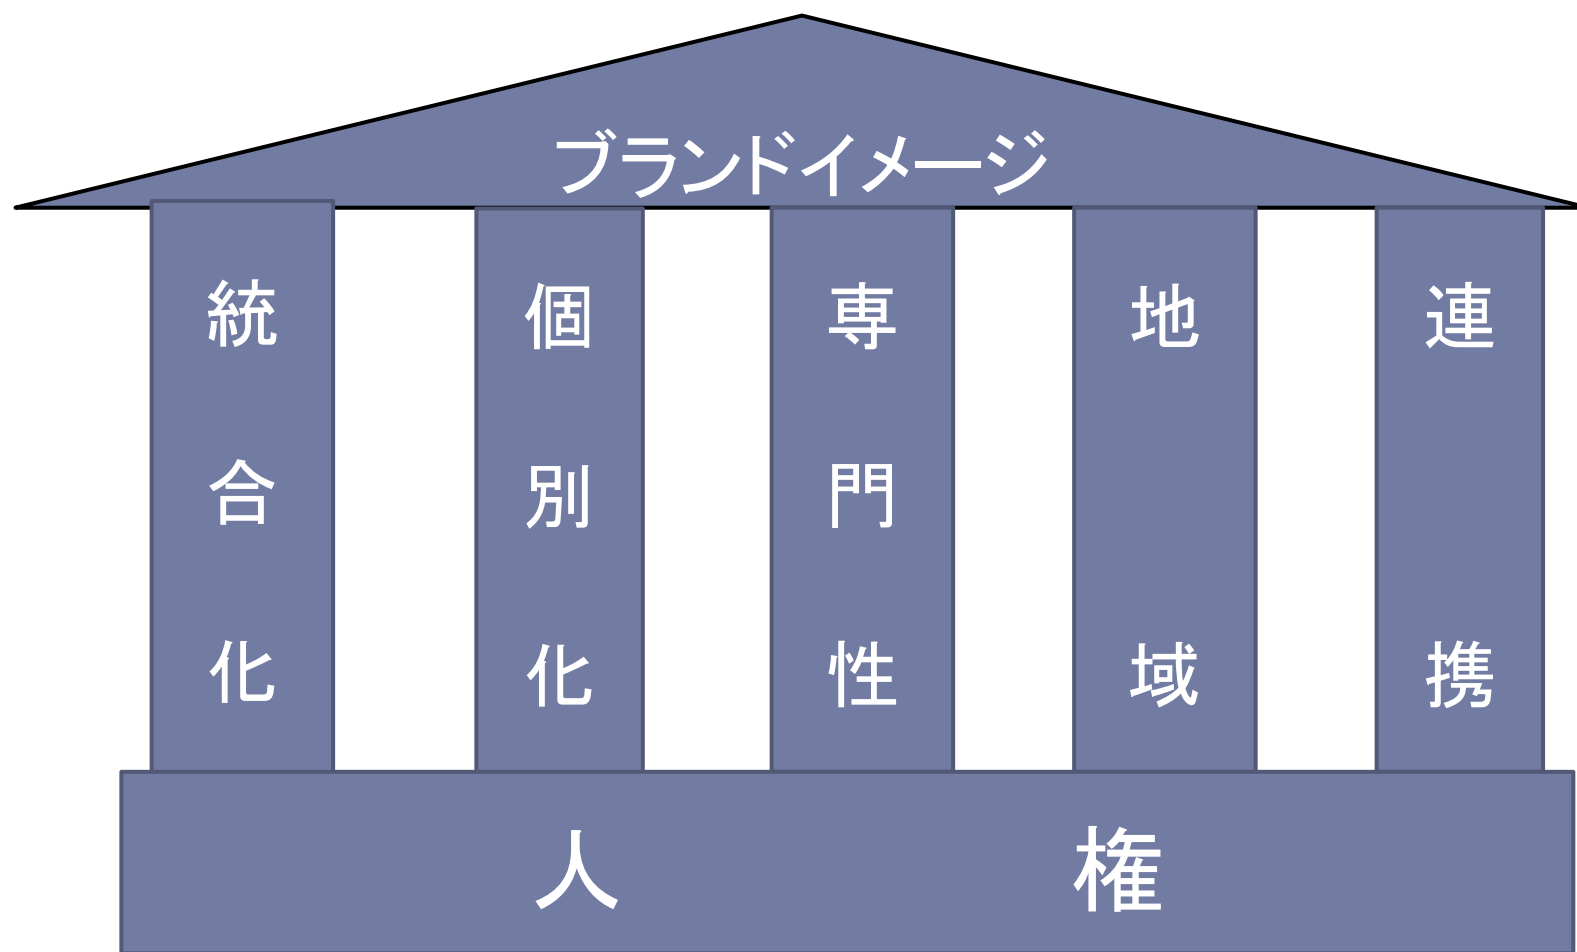 ブランドイメージ
統合化
個別化
専門性
地域
連携
人権